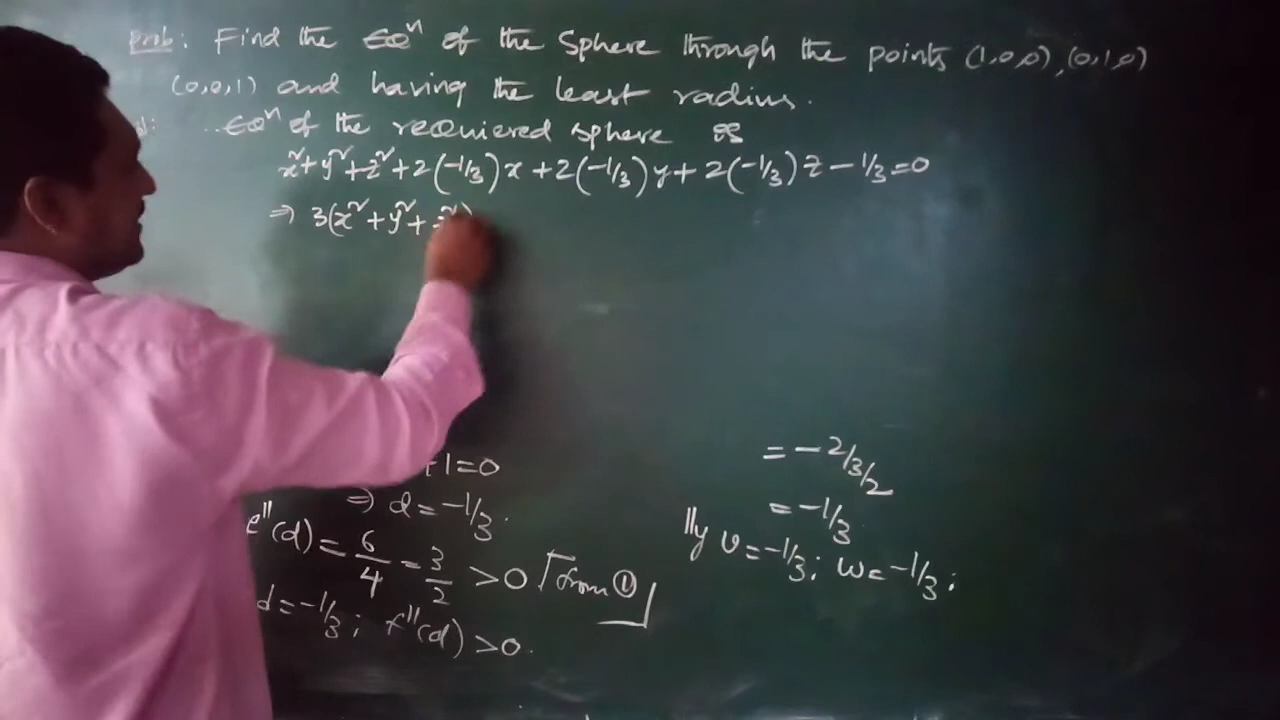 Prob: Find the Eqⁿ of the Sphere through the points (1,0,0), (0,1,0)
(0,0,1) and having the least radius.
Eqⁿ of the requiered sphere is
x²+y²+z²+2(-1/3)x+2(-1/3)y+2(-1/3)z-1/3=0
⇒ 3(x²+y²+z²)
+1=0
⇒ d=-1/3.
f''(d)=6/4=3/2>0 [from ①]
d=-1/3; f''(d)>0.
=-2/3/2
=-1/3
lly v=-1/3; w=-1/3;